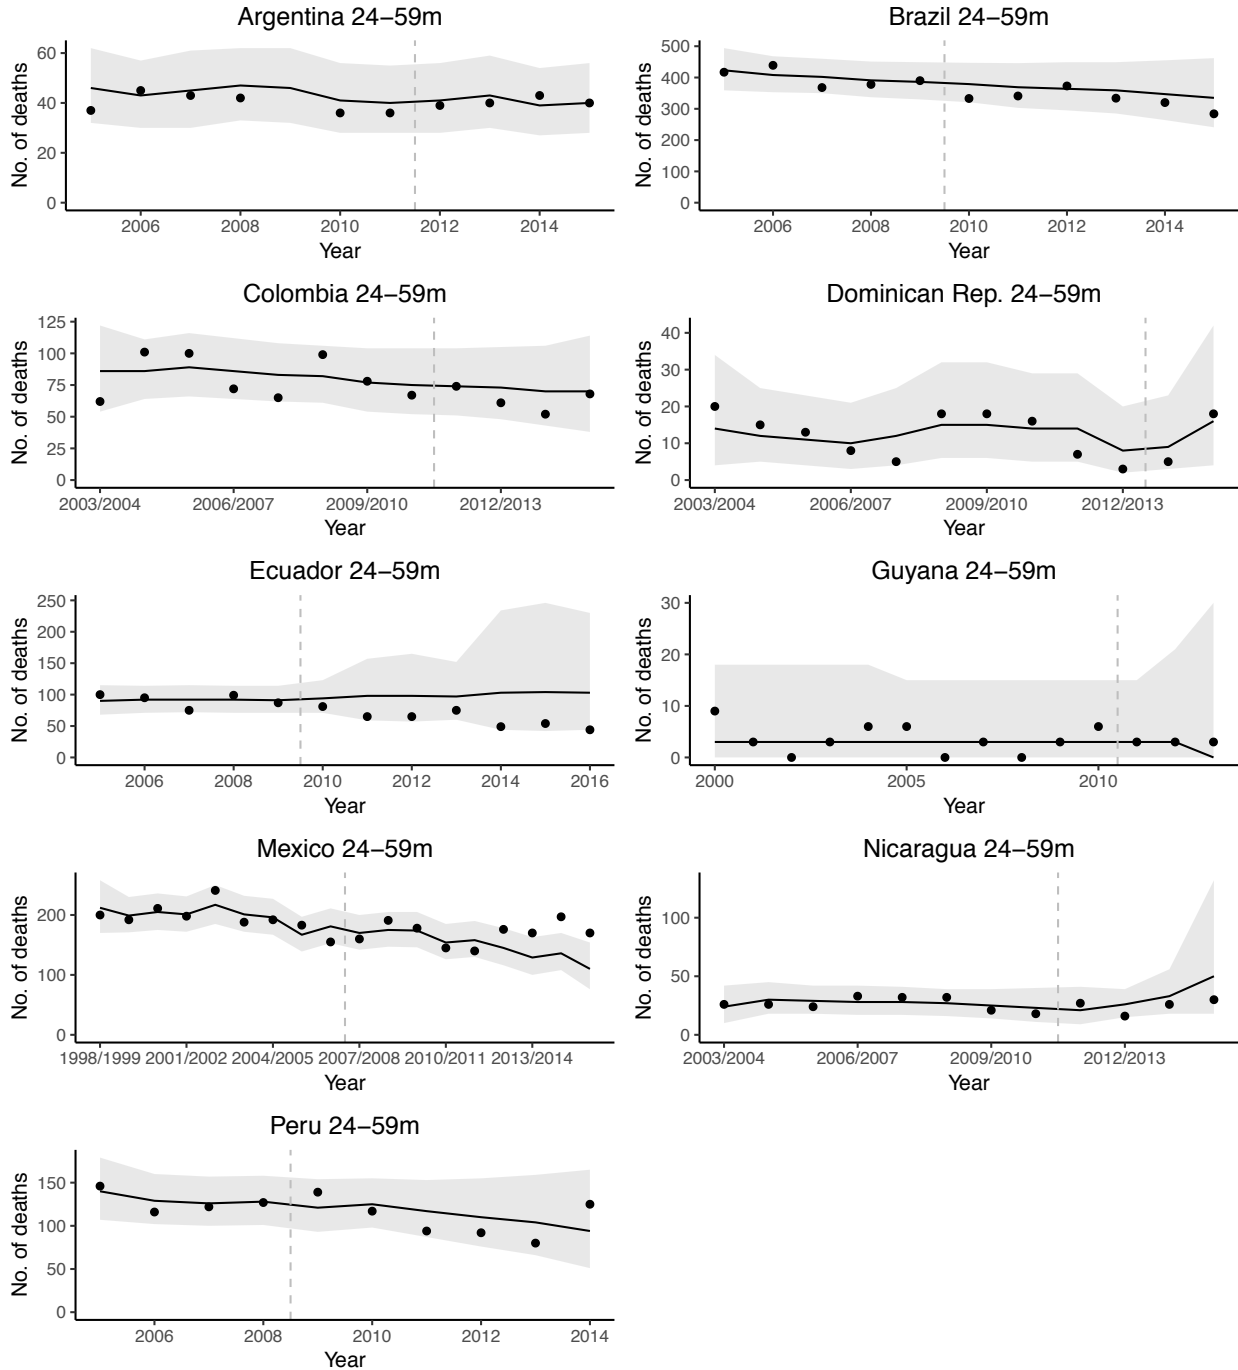 Argentina 24–59m
No. of deaths
60
40
20
0
2006 2008 2010 2012 2014
Year
Brazil 24–59m
No. of deaths
500
400
300
200
100
0
2006 2008 2010 2012 2014
Year
Colombia 24–59m
No. of deaths
125
100
75
50
25
0
2003/2004 2006/2007 2009/2010 2012/2013
Year
Dominican Rep. 24–59m
No. of deaths
40
30
20
10
0
2003/2004 2006/2007 2009/2010 2012/2013
Year
Ecuador 24–59m
No. of deaths
250
200
150
100
50
0
2006 2008 2010 2012 2014 2016
Year
Guyana 24–59m
No. of deaths
30
20
10
0
2000 2005 2010
Year
Mexico 24–59m
No. of deaths
200
100
0
1998/1999 2001/2002 2004/2005 2007/2008 2010/2011 2013/2014
Year
Nicaragua 24–59m
No. of deaths
100
50
0
2003/2004 2006/2007 2009/2010 2012/2013
Year
Peru 24–59m
No. of deaths
150
100
50
0
2006 2008 2010 2012 2014
Year